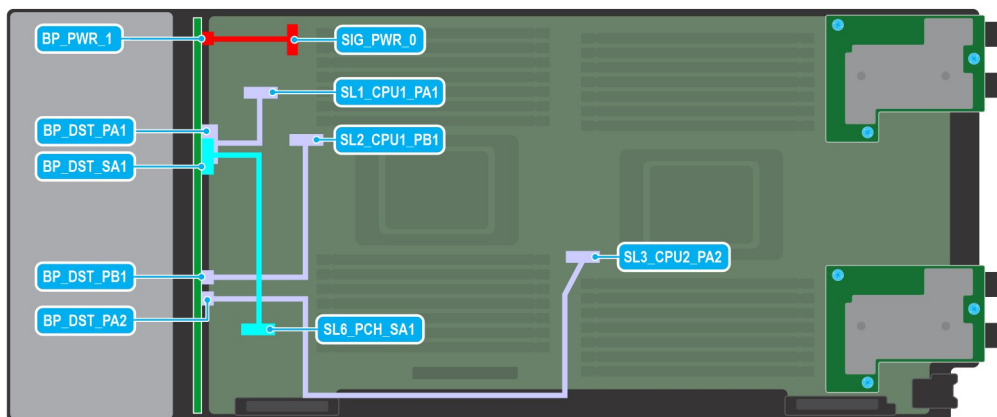 BP_PWR_1
SIG_PWR_0
SL1_CPU1_PA1
BP_DST_PA1
SL2_CPU1_PB1
BP_DST_SA1
SL3_CPU2_PA2
BP_DST_PB1
BP_DST_PA2
SL6_PCH_SA1